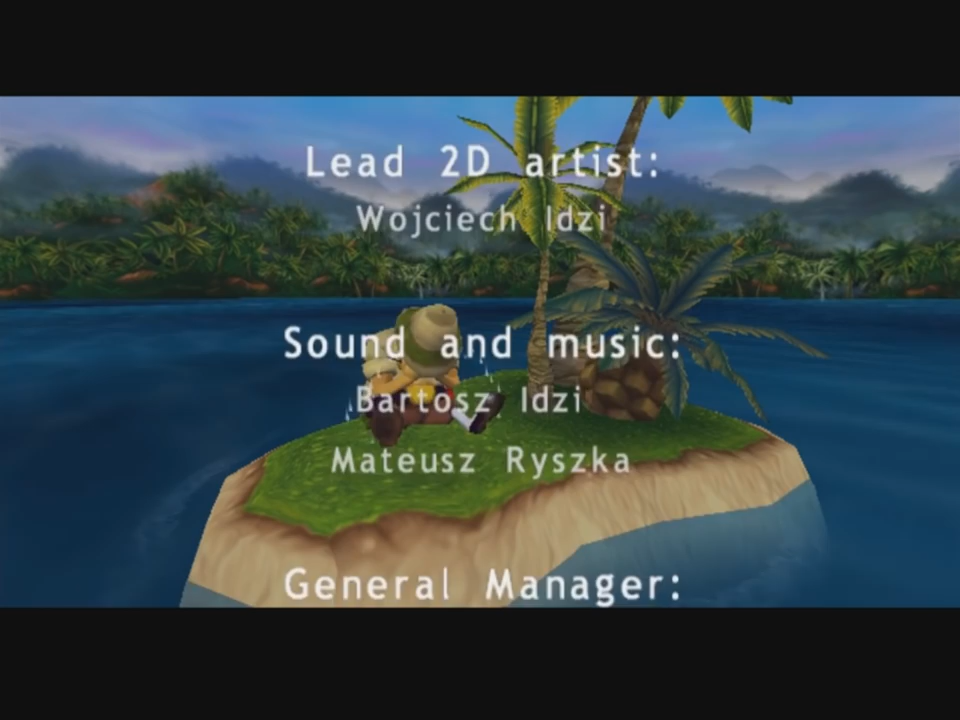 Lead 2D artist:
Wojciech Idzi
Sound and music:
Bartosz Idzi
Mateusz Ryszka
General Manager: